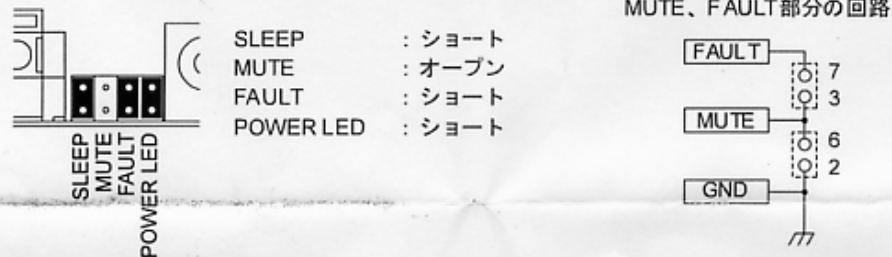 MUTE、FAULT部分の回路
SLEEP : ショート
MUTE : オープン
FAULT : ショート
POWER LED : ショート
SLEEP
MUTE
FAULT
POWER LED
FAULT
7
3
MUTE
6
2
GND